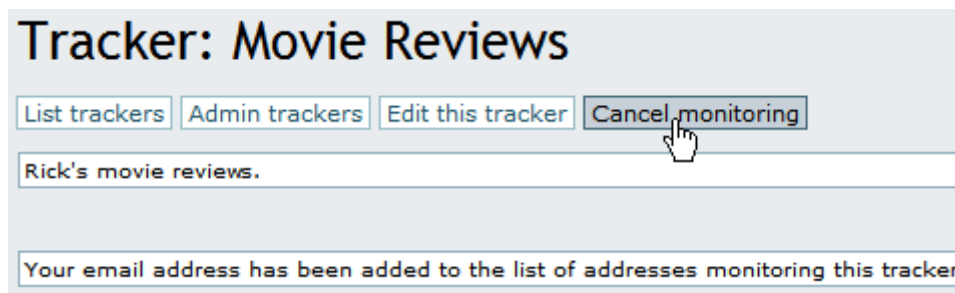 Tracker: Movie Reviews
List trackers Admin trackers Edit this tracker Cancel monitoring
Rick's movie reviews.
Your email address has been added to the list of addresses monitoring this tracker